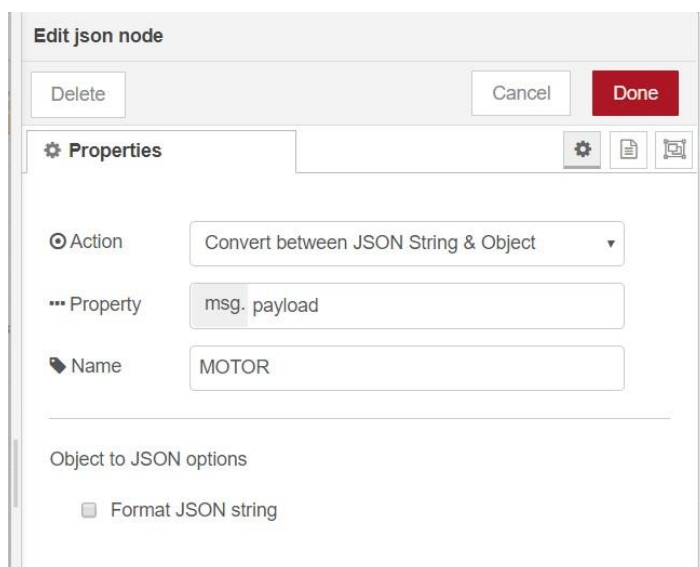 Edit json node
Delete
Cancel
Done
Properties
Action
Convert between JSON String & Object
Property
msg. payload
Name
MOTOR
Object to JSON options
Format JSON string